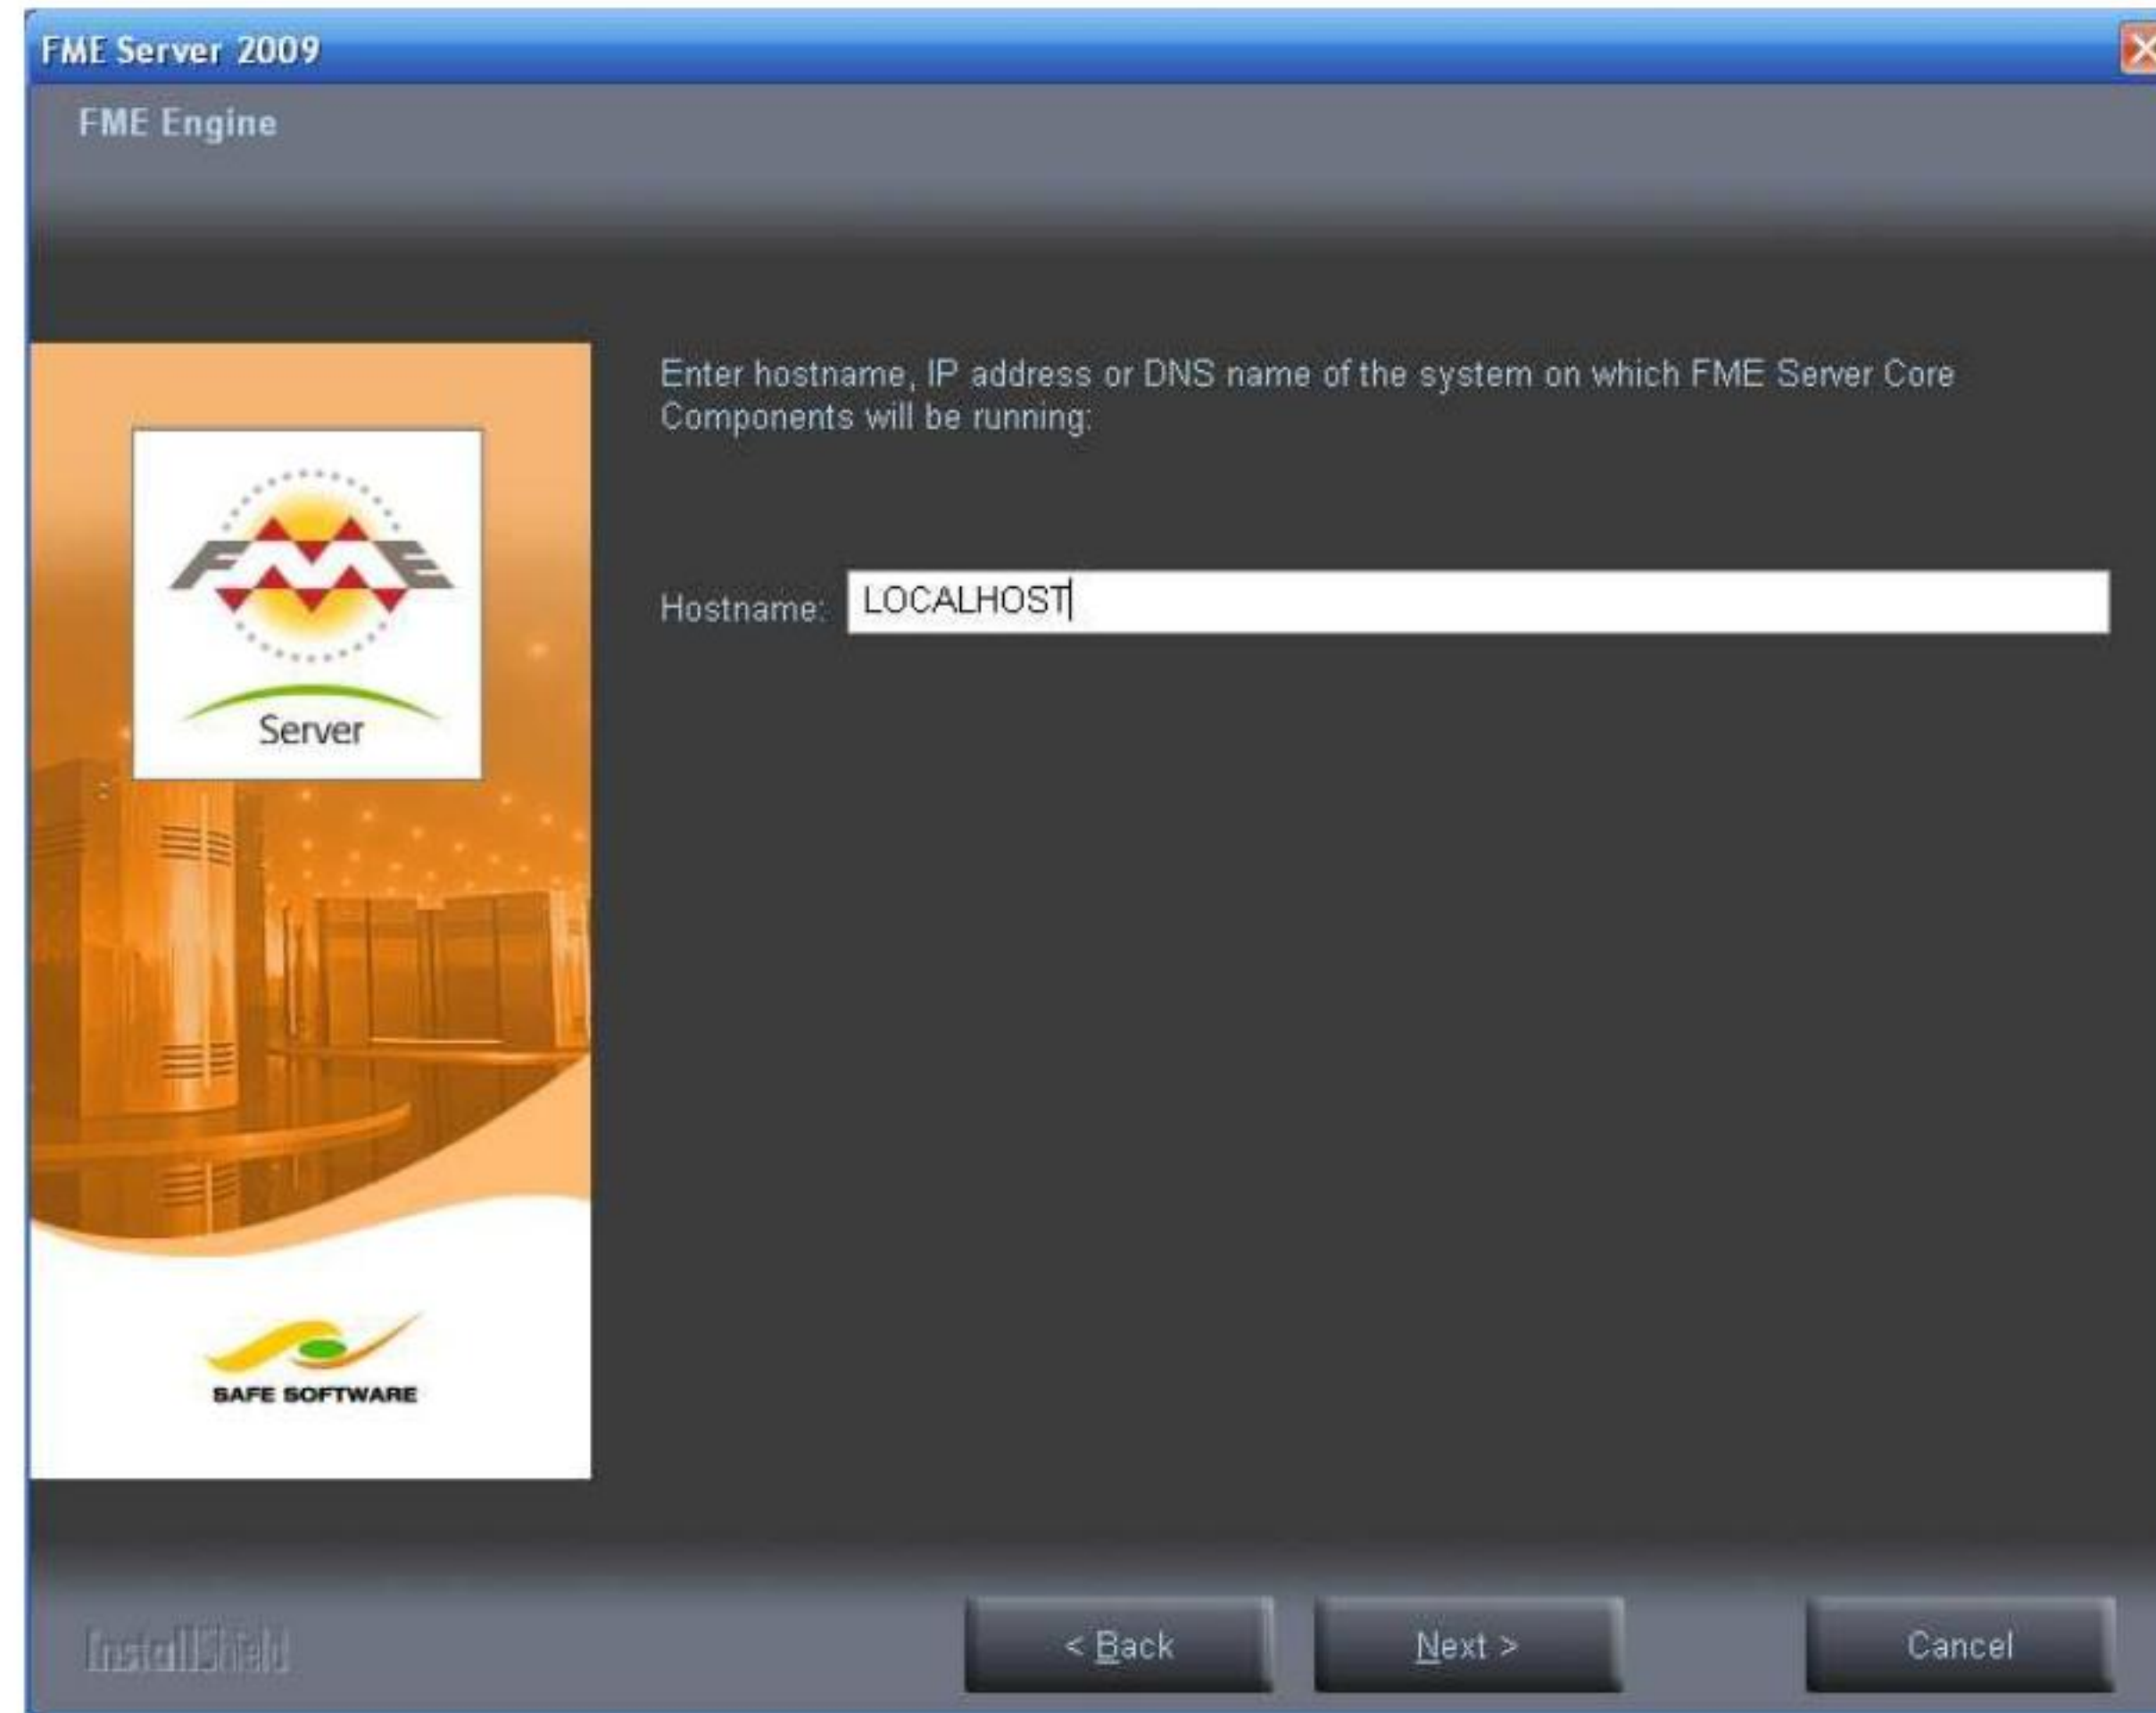 FME Server 2009
FME Engine
Enter hostname, IP address or DNS name of the system on which FME Server Core
Components will be running:
Hostname: LOCALHOST
FME
Server
SAFE SOFTWARE
InstallShield
< Back
Next >
Cancel